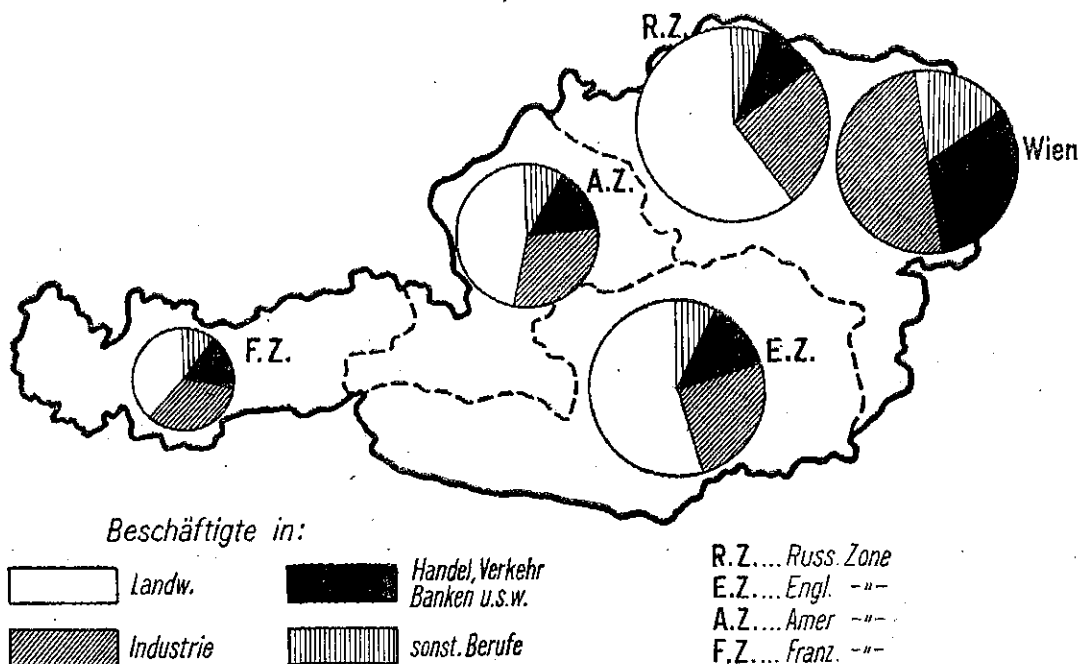 R.Z.
Wien
A.Z.
F.Z.
E.Z.
Beschäftigte in:
Landw.
Handel, Verkehr
Banken u.s.w.
Industrie
sonst. Berufe
R.Z.... Russ. Zone
E.Z.... Engl. -"-
A.Z.... Amer -"-
F.Z.... Franz. -"-